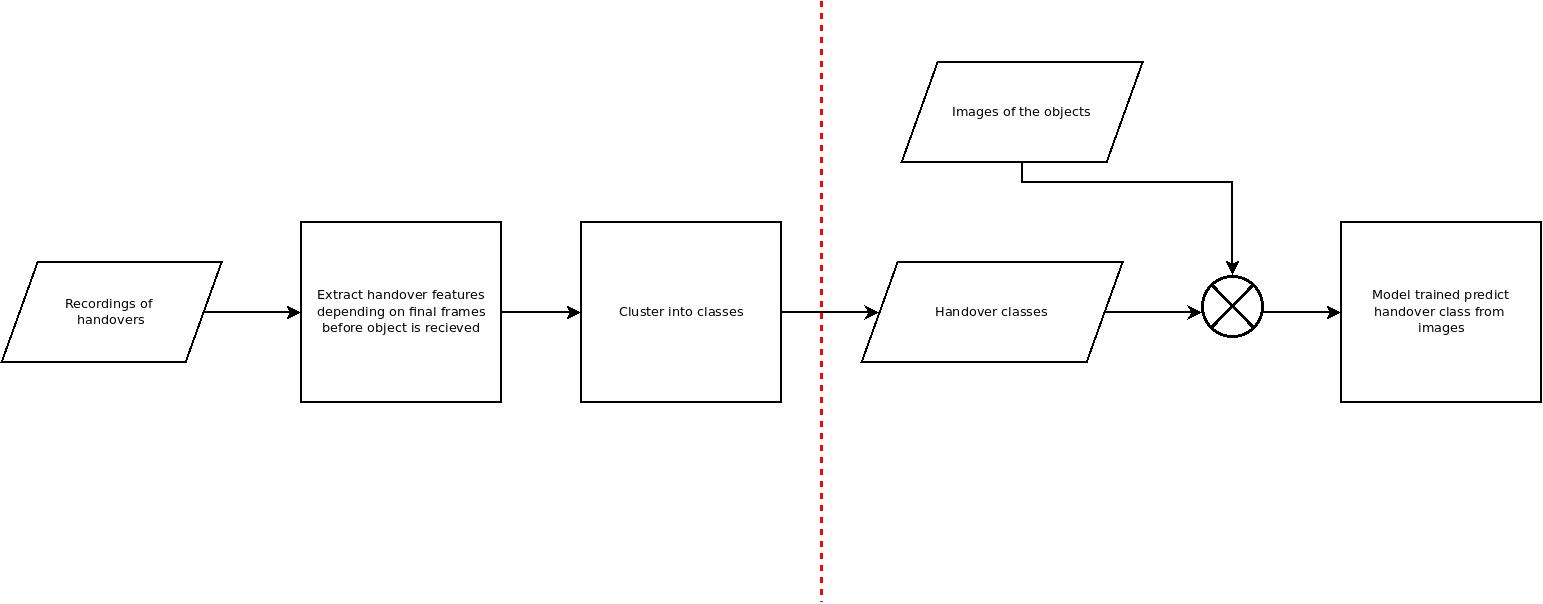 Images of the objects
Recordings of
handovers
Extract handover features
depending on final frames
before object is recieved
Cluster into classes
Handover classes
Model trained predict
handover class from
images